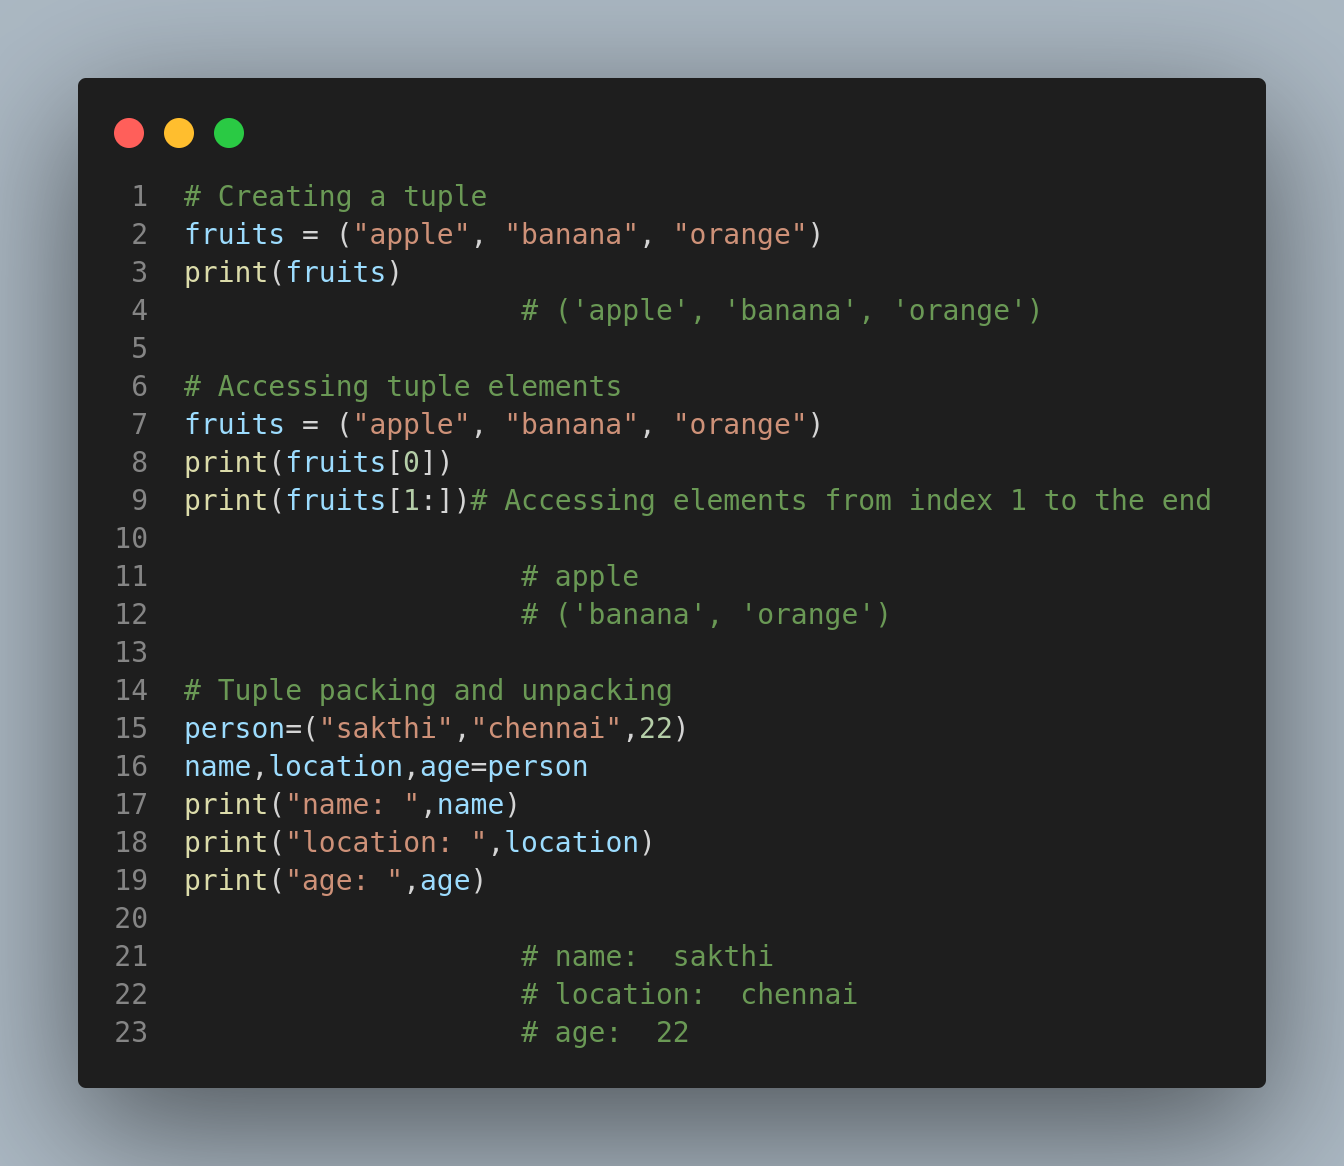 1 # Creating a tuple
2 fruits = ("apple", "banana", "orange")
3 print(fruits)
4                     # ('apple', 'banana', 'orange')
5
6 # Accessing tuple elements
7 fruits = ("apple", "banana", "orange")
8 print(fruits[0])
9 print(fruits[1:])# Accessing elements from index 1 to the end
10
11                     # apple
12                     # ('banana', 'orange')
13
14 # Tuple packing and unpacking
15 person=("sakthi","chennai",22)
16 name,location,age=person
17 print("name: ",name)
18 print("location: ",location)
19 print("age: ",age)
20
21                     # name:  sakthi
22                     # location:  chennai
23                     # age:  22